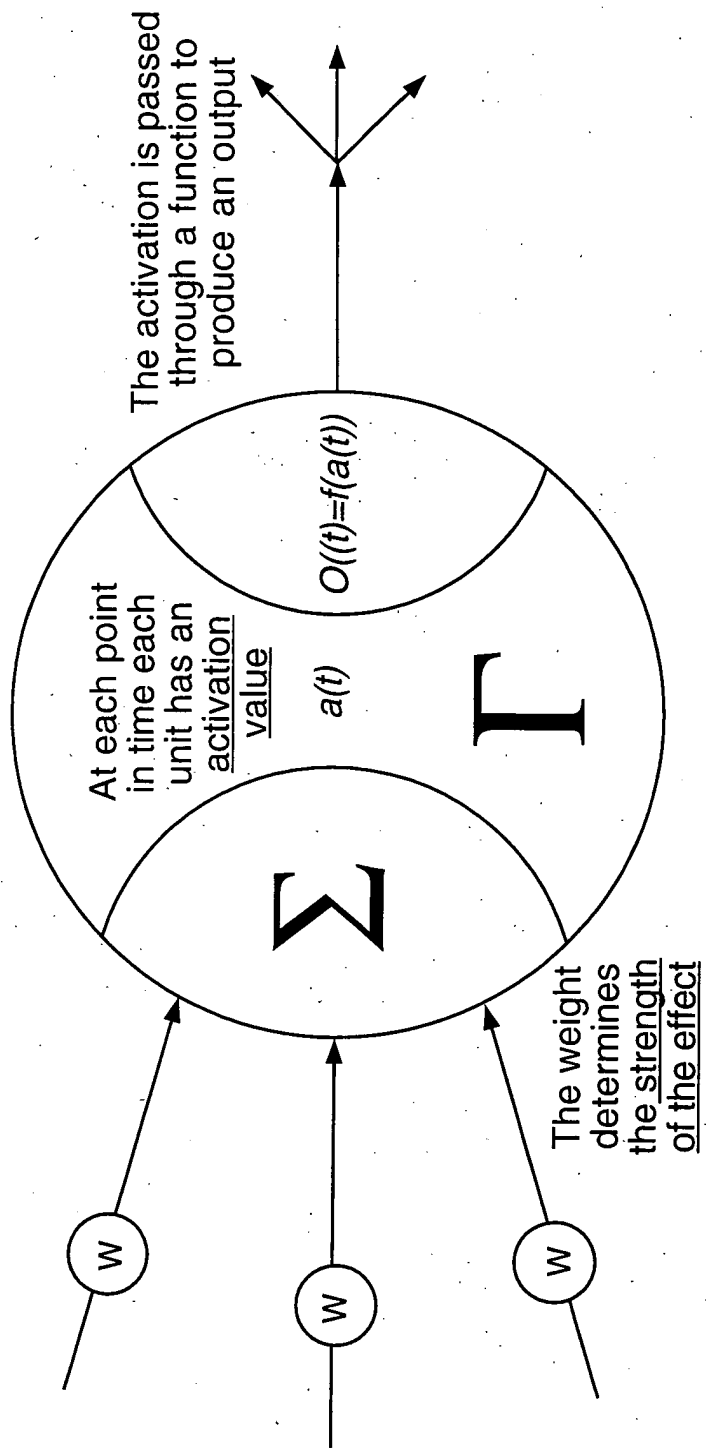 The activation is passed
through a function to
produce an output
At each point
in time each
unit has an
activation
value
a(t)
O((t)=f(a(t))
Σ
Γ
w
w
w
The weight
determines
the strength
of the effect